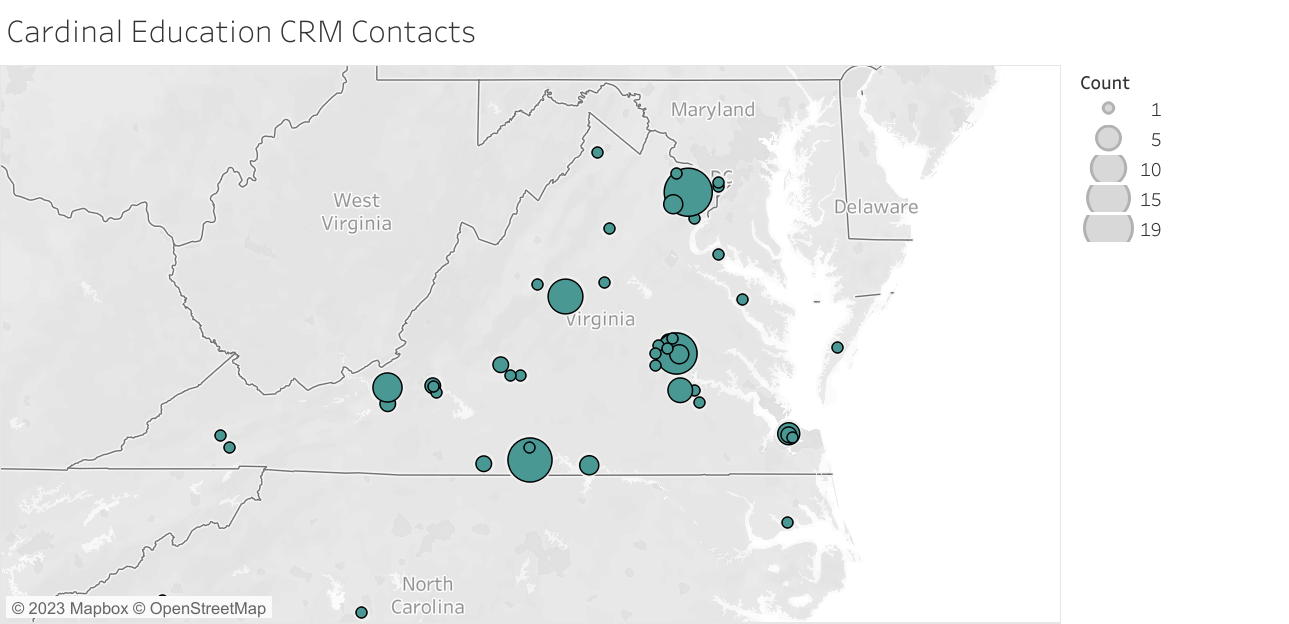 Cardinal Education CRM Contacts
Count
1
5
10
15
19
Maryland
DC
West
Virginia
Delaware
Virginia
North
Carolina
© 2023 Mapbox © OpenStreetMap